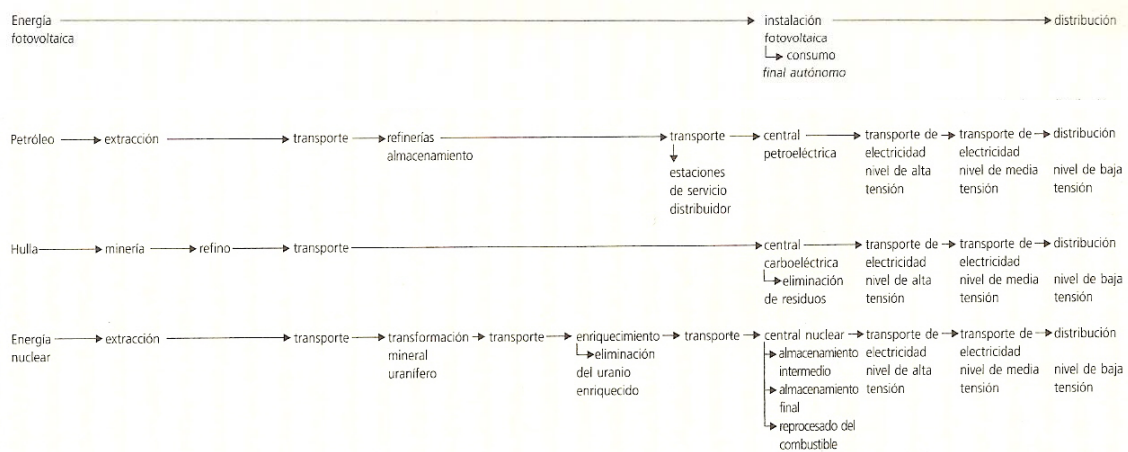 Energía instalación distribución
fotovoltaica fotovoltaica
consumo
final autónomo
Petróleo extracción transporte refinerías transporte central transporte de transporte de distribución
almacenamiento petroeléctrica electricidad electricidad
estaciones nivel de alta nivel de media nivel de baja
de servicio tensión tensión tensión
distribuidor
Hulla minería refino transporte central transporte de transporte de distribución
carboeléctrica electricidad electricidad
eliminación nivel de alta nivel de media nivel de baja
de residuos tensión tensión tensión
Energía extracción transporte transformación transporte enriquecimiento transporte central nuclear transporte de transporte de distribución
nuclear mineral eliminación almacenamiento electricidad electricidad
uranífero del uranio intermedio nivel de alta nivel de media nivel de baja
enriquecido almacenamiento tensión tensión tensión
final
reprocesado del
combustible